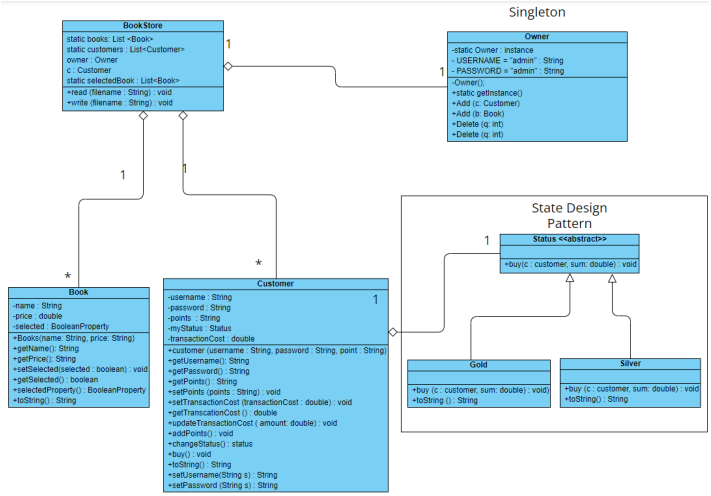 Singleton
BookStore
static books: List <Book>
static customers : List<Customer>
owner : Owner
c : Customer
static selectedBook : List<Book>
+read (filename : String) : void
+write (filename : String) : void
1
1
Owner
-static Owner : instance
- USERNAME = "admin" : String
- PASSWORD = "admin" : String
-Owner();
+static getInstance()
+Add (c: Customer)
+Add (b: Book)
+Delete (q: int)
+Delete (q: int)
1
1
*
*
State Design
Pattern
Status <<abstract>>
+buy(c : customer, sum: double) : void
1
1
Book
-name : String
-price : double
-selected : BooleanProperty
+Books(name: String, price: String)
+getName(): String
+getPrice(): String
+setSelected(selected : boolean) : void
+getSelected() : boolean
+selectedProperty() : BooleanProperty
+toString() : String
Customer
-username : String
-password : String
-points : String
-myStatus : Status
-transactionCost : double
+customer (username : String, password : String, point : String)
+getUsername(): String
+getPassword(): String
+getPoints() : String
+setPoints (points : String) : void
+setTransactionCost (transactionCost : double) : void
+getTranscationCost () : double
+updateTransactionCost ( amount: double) : void
+addPoints() : void
+changeStatus() : status
+buy() : void
+toString() : String
+setUsername(String s) : String
+setPassword (String s) : String
Gold
+buy (c : customer, sum: double) : void)
+toString () : String
Silver
+buy (c : customer, sum: double) : void
+toString() : String